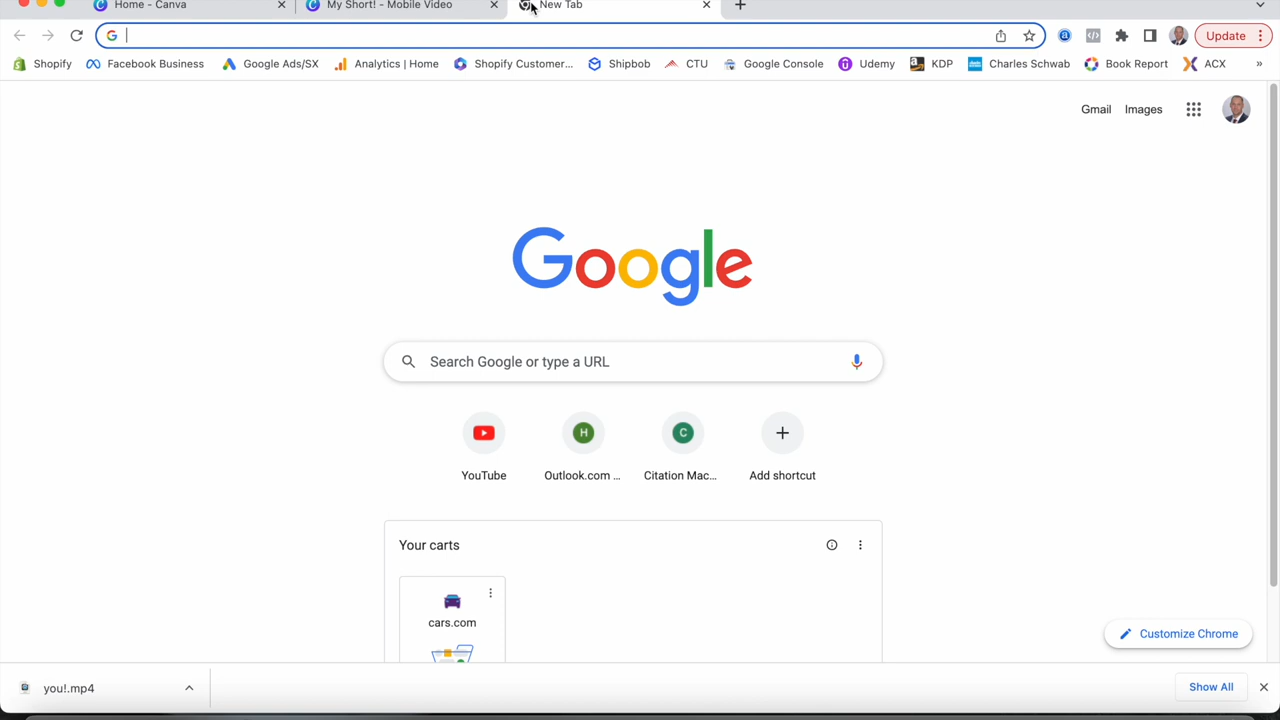 Home - Canva
My Short! - Mobile Video
New Tab
Update
Shopify
Facebook Business
Google Ads/SX
Analytics | Home
Shopify Customer...
Shipbob
CTU
Google Console
Udemy
KDP
Charles Schwab
Book Report
ACX
»
Gmail
Images
Google
Search Google or type a URL
H
C
YouTube
Outlook.com ...
Citation Mac...
Add shortcut
Your carts
cars.com
Customize Chrome
you!.mp4
Show All